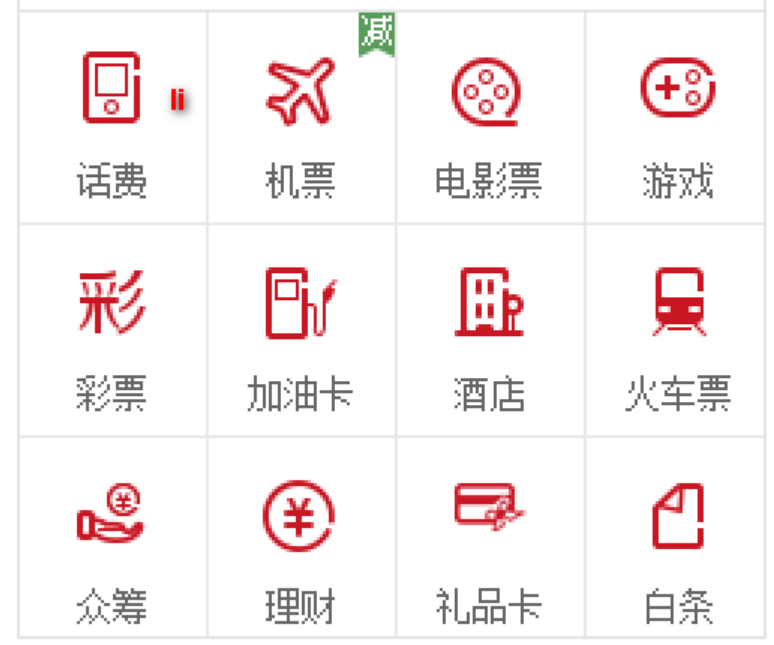 减
li
话费 机票 电影票 游戏
彩
彩票 加油卡 酒店 火车票
¥ ¥
众筹 理财 礼品卡 白条